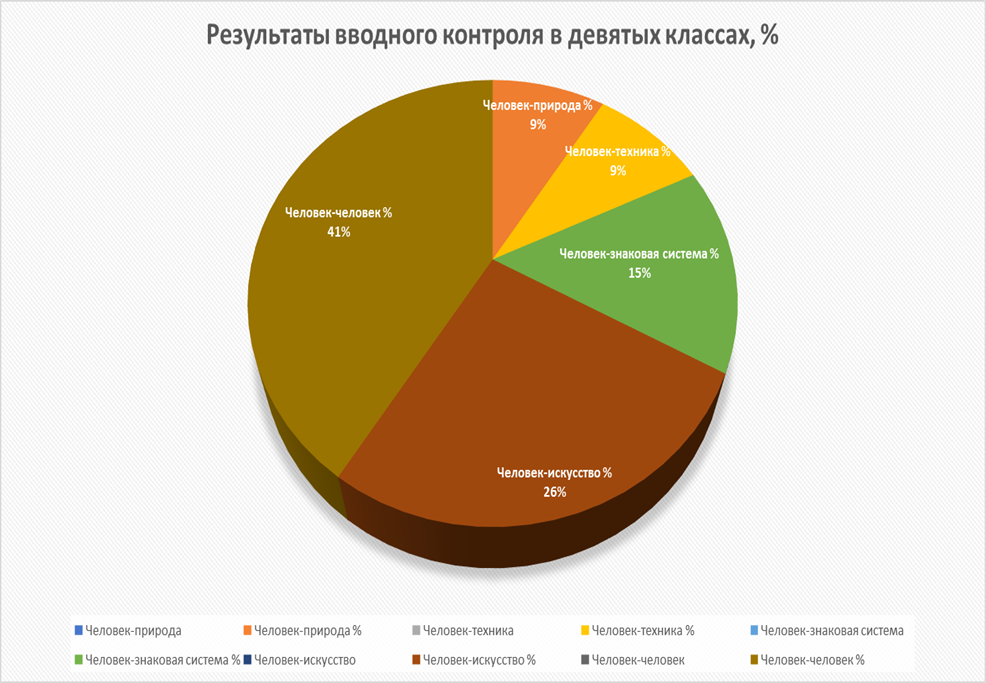 Результаты вводного контроля в девятых классах, %
Человек-природа %
9%
Человек-техника %
9%
Человек-человек %
41%
Человек-знаковая система %
15%
Человек-искусство %
26%
Человек-природа Человек-природа % Человек-техника Человек-техника % Человек-знаковая система
Человек-знаковая система % Человек-искусство Человек-искусство % Человек-человек Человек-человек %